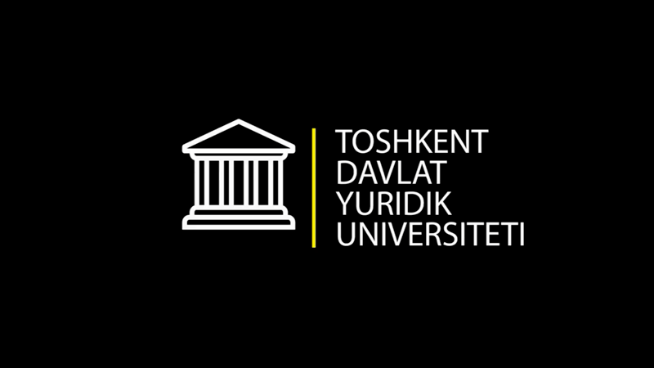 TOSHKENT
DAVLAT
YURIDIK
UNIVERSITETI